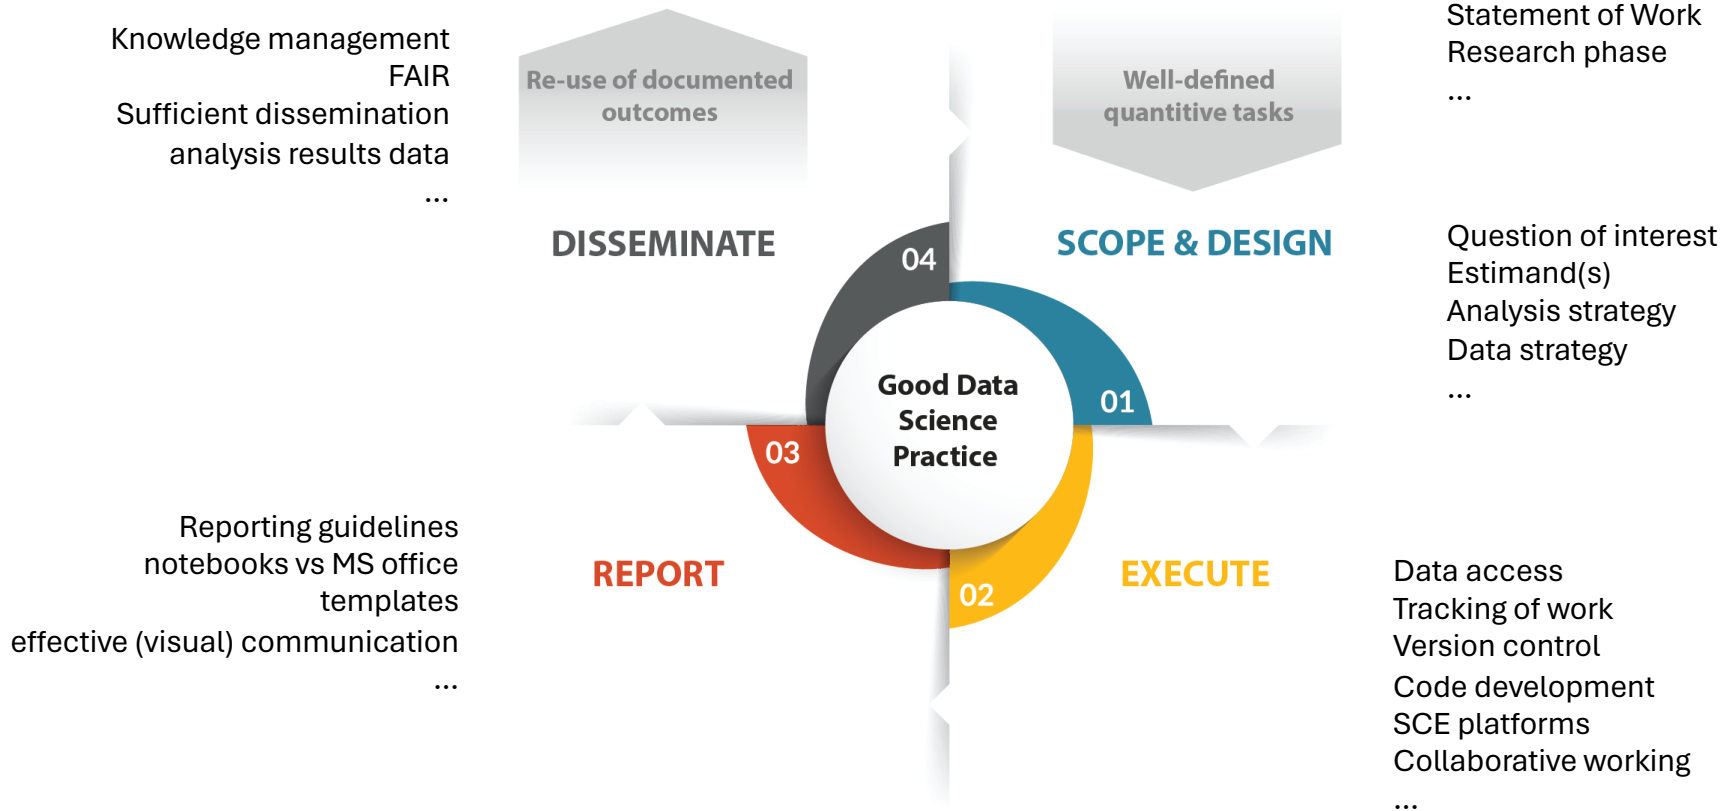 Knowledge management
FAIR
Sufficient dissemination
analysis results data
...
Re-use of documented
outcomes
Well-defined
quantitive tasks
Statement of Work
Research phase
...
DISSEMINATE
04
SCOPE & DESIGN
01
Question of interest
Estimand(s)
Analysis strategy
Data strategy
...
Good Data
Science
Practice
03
REPORT
Reporting guidelines
notebooks vs MS office
templates
effective (visual) communication
...
02
EXECUTE
Data access
Tracking of work
Version control
Code development
SCE platforms
Collaborative working
...